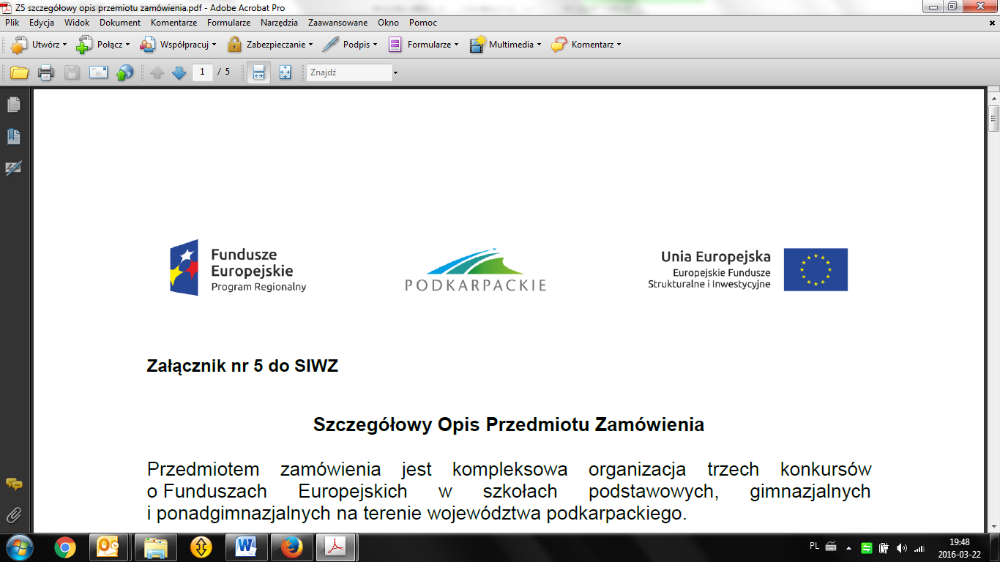 Z5 szczegółowy opis przemiotu zamówienia.pdf - Adobe Acrobat Pro
Plik Edycja Widok Dokument Komentarze Formularze Narzędzia Zaawansowane Okno Pomoc
Utwórz Połącz Współpracuj Zabezpieczanie Podpis Formularze Multimedia Komentarz
1 / 5 Znajdź
Fundusze
Europejskie
Program Regionalny
PODKARPACKIE
Unia Europejska
Europejskie Fundusze
Strukturalne i Inwestycyjne
Załącznik nr 5 do SIWZ
Szczegółowy Opis Przedmiotu Zamówienia
Przedmiotem zamówienia jest kompleksowa organizacja trzech konkursów
o Funduszach Europejskich w szkołach podstawowych, gimnazjalnych
i ponadgimnazjalnych na terenie województwa podkarpackiego.
PL 19:48
2016-03-22